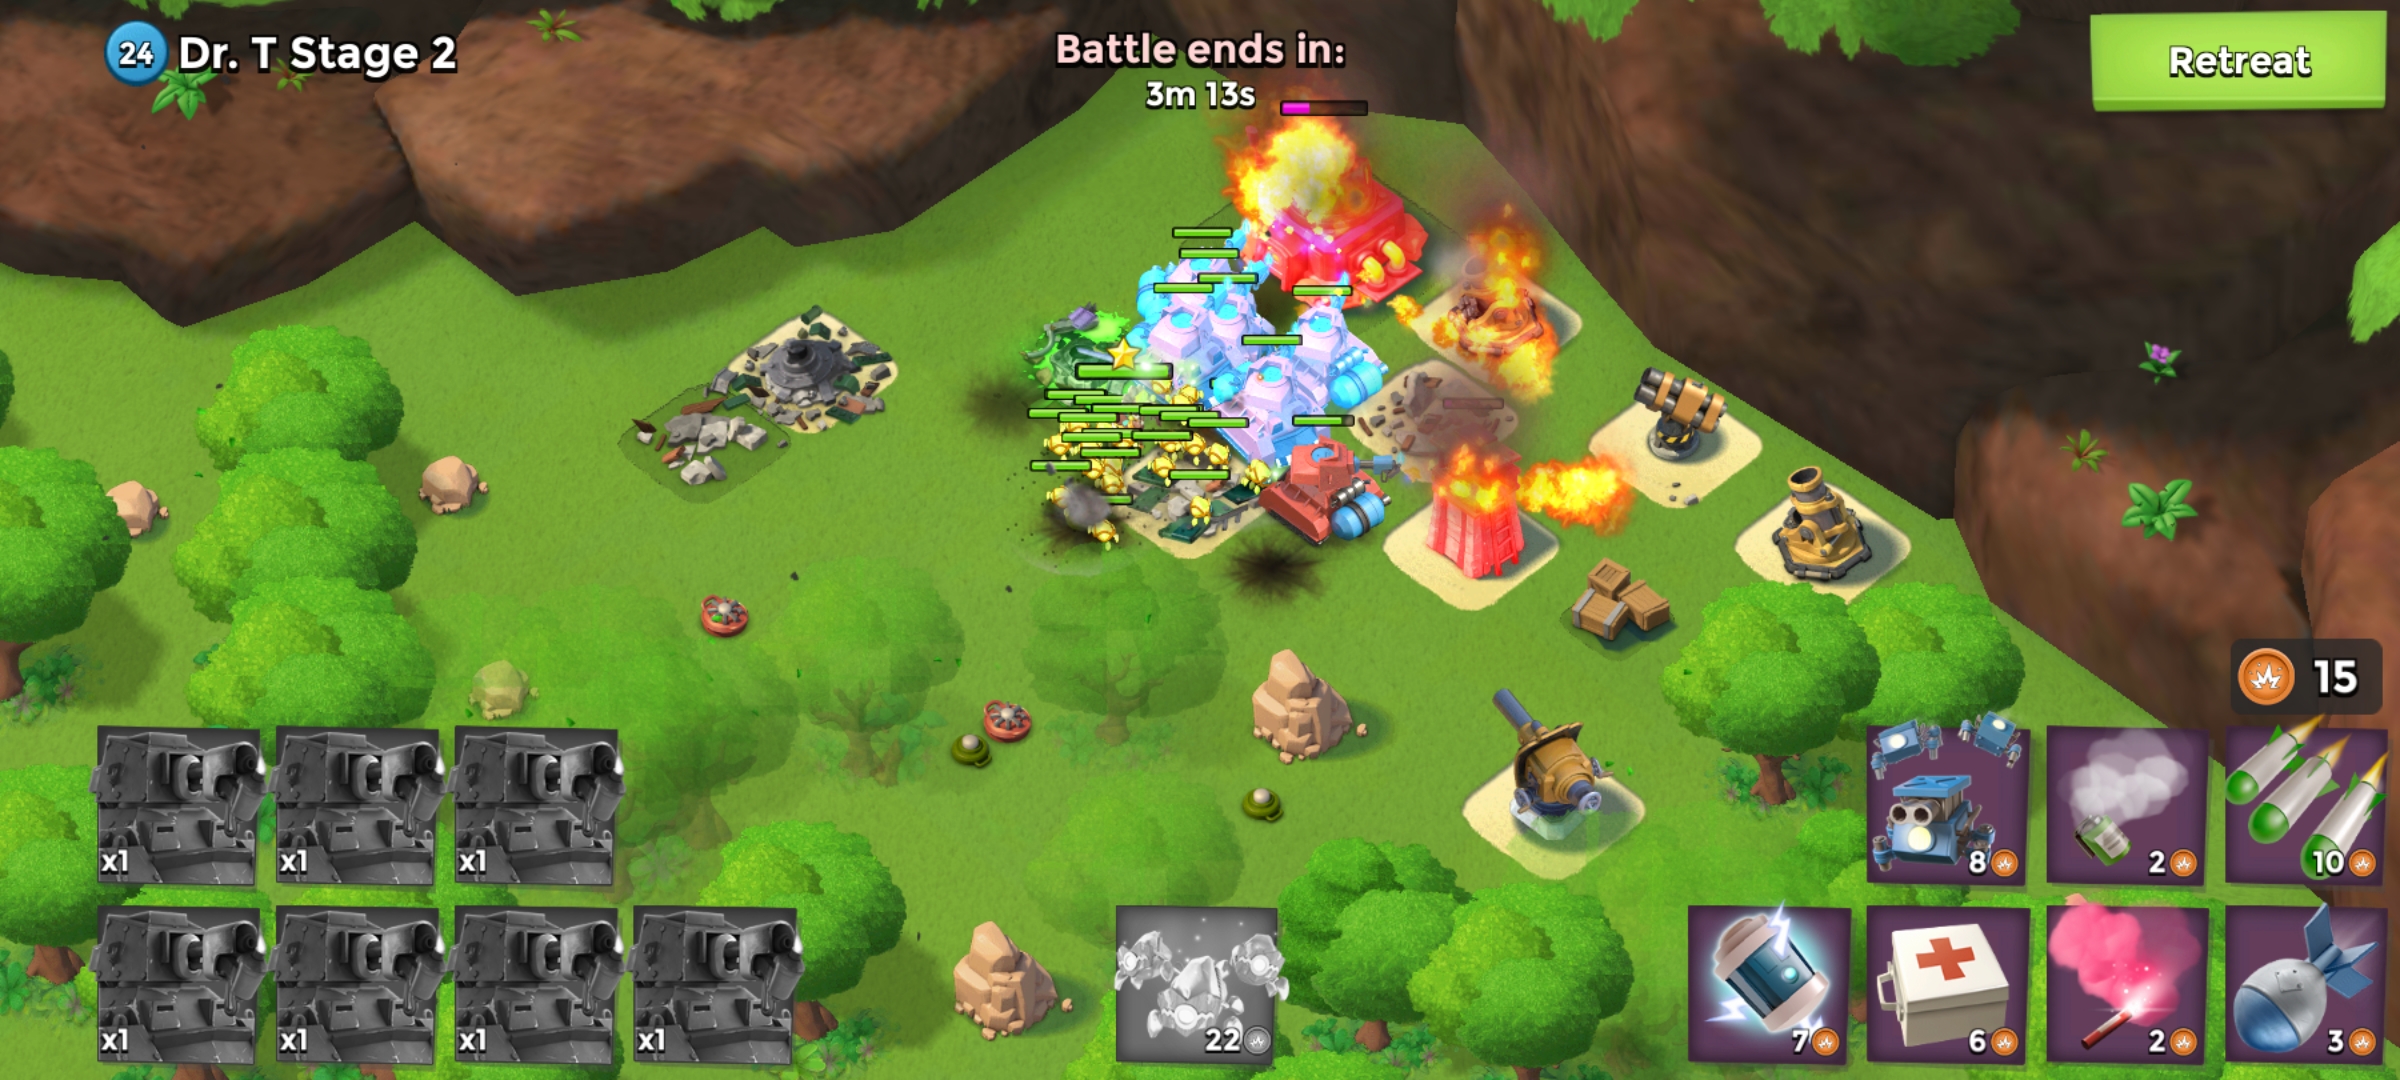 24 Dr. T Stage 2
Battle ends in:
3m 13s
Retreat
15
8
2
10
x1
x1
x1
x1
x1
x1
x1
22
7
6
2
3